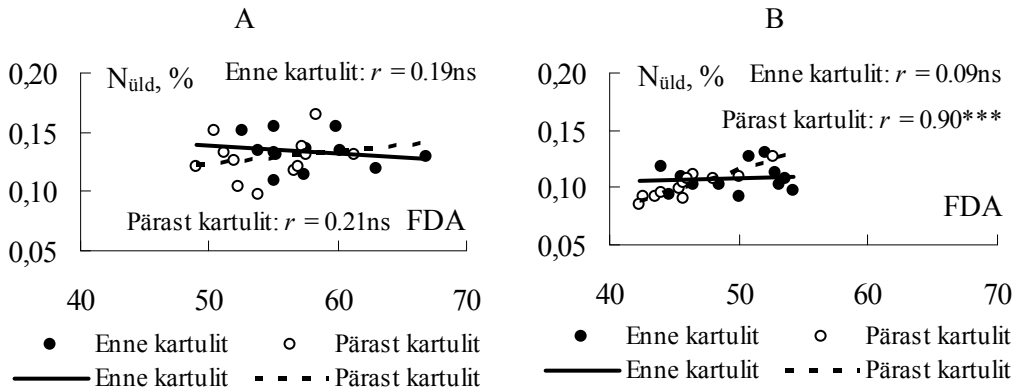 A
0,20
N_üld, %
Enne kartulit: r = 0.19ns
0,15
0,10
Pärast kartulit: r = 0.21ns
FDA
0,05
40 50 60 70
Enne kartulit Pärast kartulit
Enne kartulit Pärast kartulit
B
0,20
N_üld, %
Enne kartulit: r = 0.09ns
Pärast kartulit: r = 0.90***
0,15
0,10
FDA
0,05
40 50 60 70
Enne kartulit Pärast kartulit
Enne kartulit Pärast kartulit